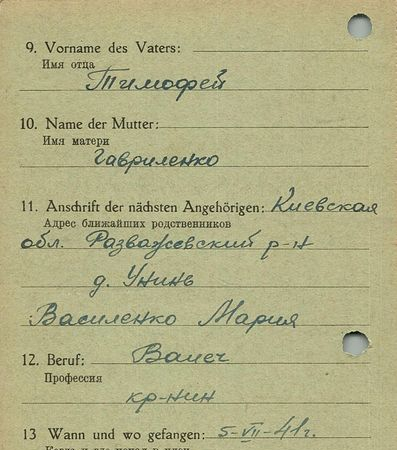 9. Vorname des Vaters:
Имя отца
Тимофей
10. Name der Mutter:
Имя матери
Гавриленко
11. Anschrift der nächsten Angehörigen: Киевская
Адрес ближайших родственников
обл. Розважевский р-н
д. Унинь
Василенко Мария
12. Beruf:
Профессия
кр-нин
13 Wann und wo gefangen: 5-VII-41г.